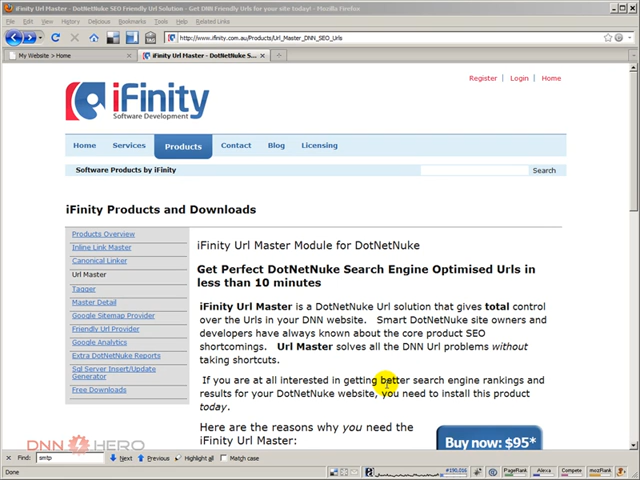 iFinity Url Master - DotNetNuke SEO Friendly Url Solution - Get DNN Friendly Urls for your site today! - Mozilla Firefox
File Edit View History Bookmarks Delicious Tools Help Related Links
http://www.ifinity.com.au/Products/Url_Master_DNN_SEO_Urls
My Website > Home
iFinity Url Master - DotNetNuke S...
Register | Login | Home
iFinity
Software Development
Home Services Products Contact Blog Licensing
Software Products by iFinity
Search
iFinity Products and Downloads
Products Overview
Inline Link Master
Canonical Linker
Url Master
Tagger
Master Detail
Google Sitemap Provider
Friendly Url Provider
Google Analytics
Extra DotNetNuke Reports
Sql Server Insert/Update
Generator
Free Downloads
iFinity Url Master Module for DotNetNuke
Get Perfect DotNetNuke Search Engine Optimised Urls in
less than 10 minutes
iFinity Url Master is a DotNetNuke Url solution that gives total control
over the Urls in your DNN website. Smart DotNetNuke site owners and
developers have always known about the core product SEO
shortcomings. Url Master solves all the DNN Url problems without
taking shortcuts.
If you are at all interested in getting better search engine rankings and
results for your DotNetNuke website, you need to install this product
today.
Here are the reasons why you need the
iFinity Url Master:
Buy now: $95*
DNN HERO
Find: smtp Next Previous Highlight all Match case
Done
#190,016
PageRank
Alexa
Compete
mozRank